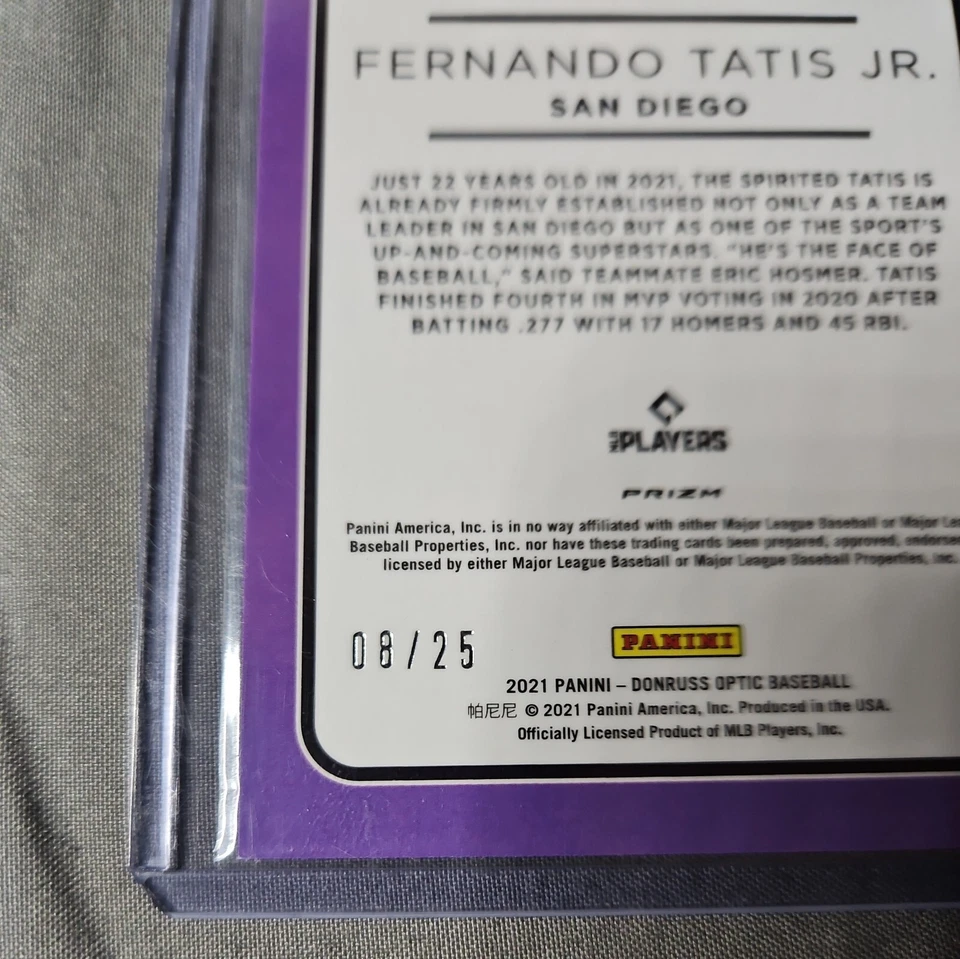 FERNANDO TATIS JR.
SAN DIEGO
JUST 22 YEARS OLD IN 2021, THE SPIRITED TATIS IS
ALREADY FIRMLY ESTABLISHED NOT ONLY AS A TEAM
LEADER IN SAN DIEGO BUT AS ONE OF THE SPORT'S
UP-AND-COMING SUPERSTARS. "HE'S THE FACE OF
BASEBALL," SAID TEAMMATE ERIC HOSMER. TATIS
FINISHED FOURTH IN MVP VOTING IN 2020 AFTER
BATTING .277 WITH 17 HOMERS AND 45 RBI.
MLB PLAYERS
PRIZM
Panini America, Inc. is in no way affiliated with either Major League Baseball or Major Lea
Baseball Properties, Inc. nor have these trading cards been prepared, approved, endorse
licensed by either Major League Baseball or Major League Baseball Properties, Inc.
08/25
PANINI
2021 PANINI – DONRUSS OPTIC BASEBALL
帕尼尼 © 2021 Panini America, Inc. Produced in the USA.
Officially Licensed Product of MLB Players, Inc.